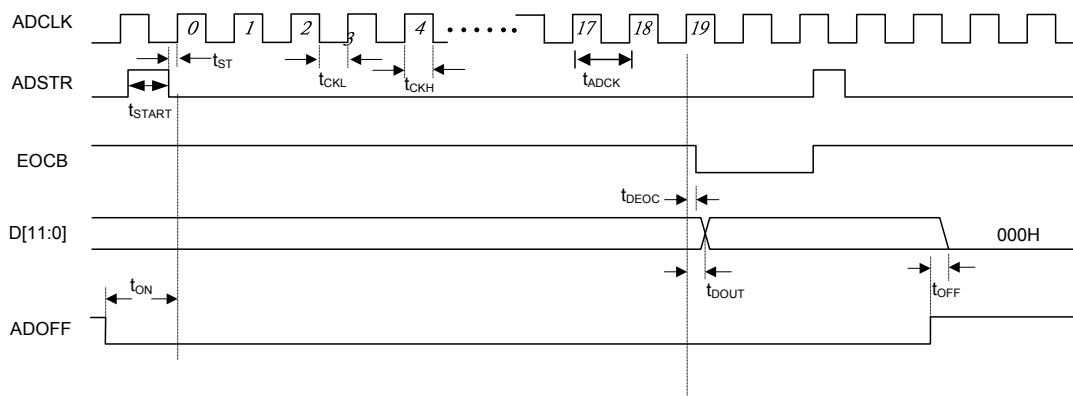 ADCLK
0 1 2 3 4 17 18 19
tST
tCKL
tCKH
tADCK
ADSTR
tSTART
EOCB
tDEOC
D[11:0]
000H
tON
tDOUT
tOFF
ADOFF